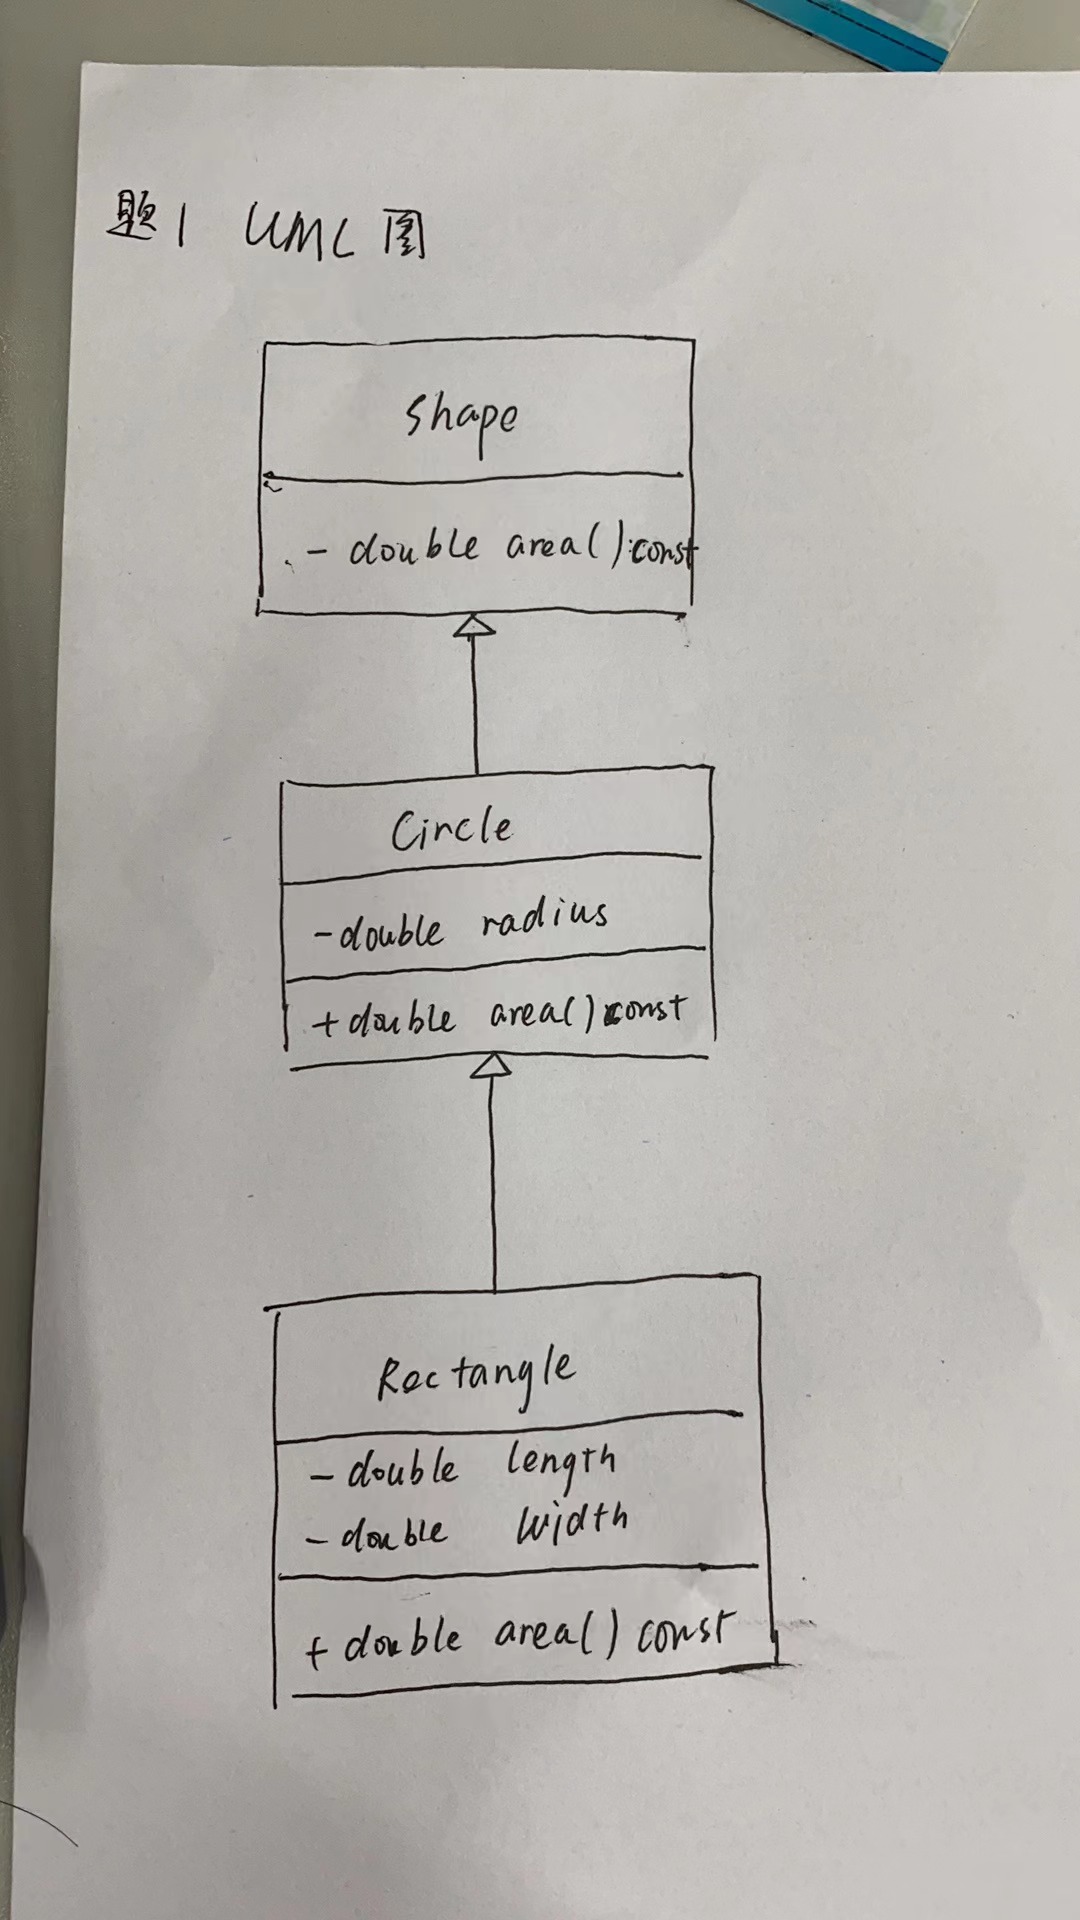 题1 UML图
shape
- double area():const
Circle
-double radius
+double area()const
Rectangle
- double length
- double width
+ double area() const